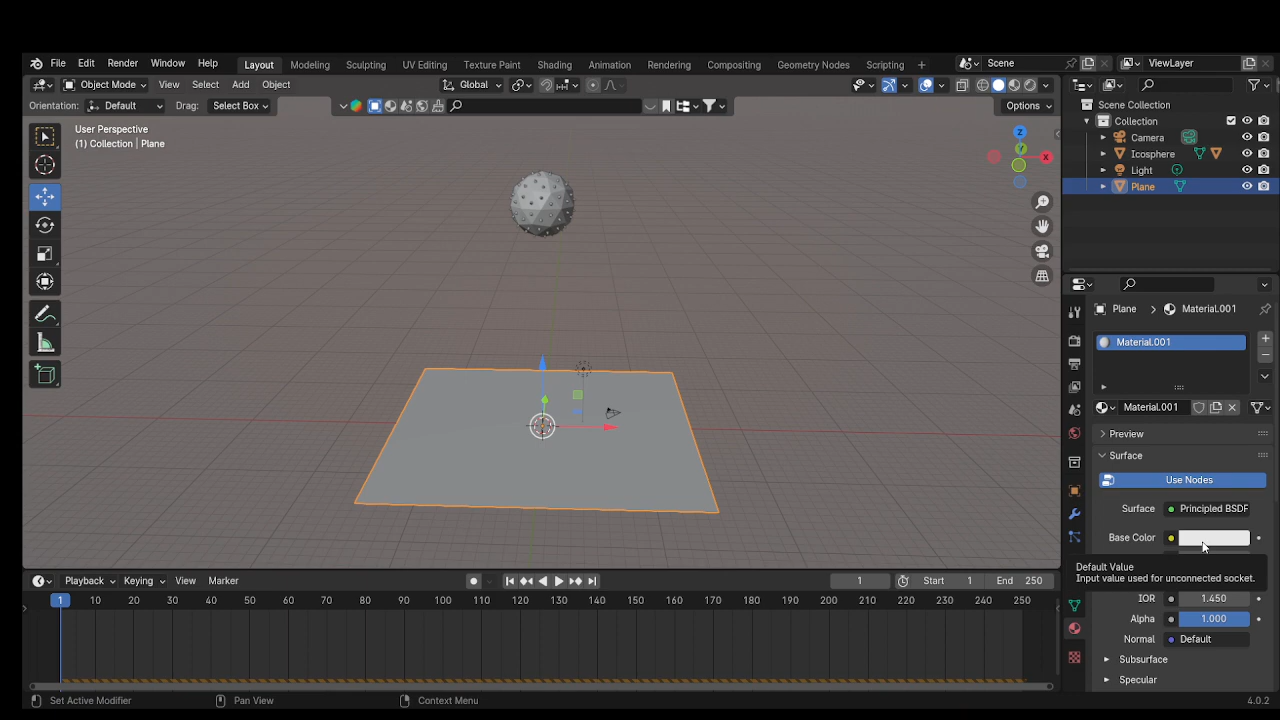 File Edit Render Window Help Layout Modeling Sculpting UV Editing Texture Paint Shading Animation Rendering Compositing Geometry Nodes Scripting + Scene ViewLayer
Object Mode View Select Add Object Global
Orientation: Default Drag: Select Box Options
User Perspective
(1) Collection | Plane
Z
Y
X
Scene Collection
Collection
Camera
Icosphere
Light
Plane
Plane > Material.001
Material.001
Material.001
Preview
Surface
Use Nodes
Surface Principled BSDF
Base Color
Default Value
Input value used for unconnected socket.
IOR 1.450
Alpha 1.000
Normal Default
Subsurface
Specular
Playback Keying View Marker 1 Start 1 End 250
1 10 20 30 40 50 60 70 80 90 100 110 120 130 140 150 160 170 180 190 200 210 220 230 240 250
Set Active Modifier Pan View Context Menu 4.0.2